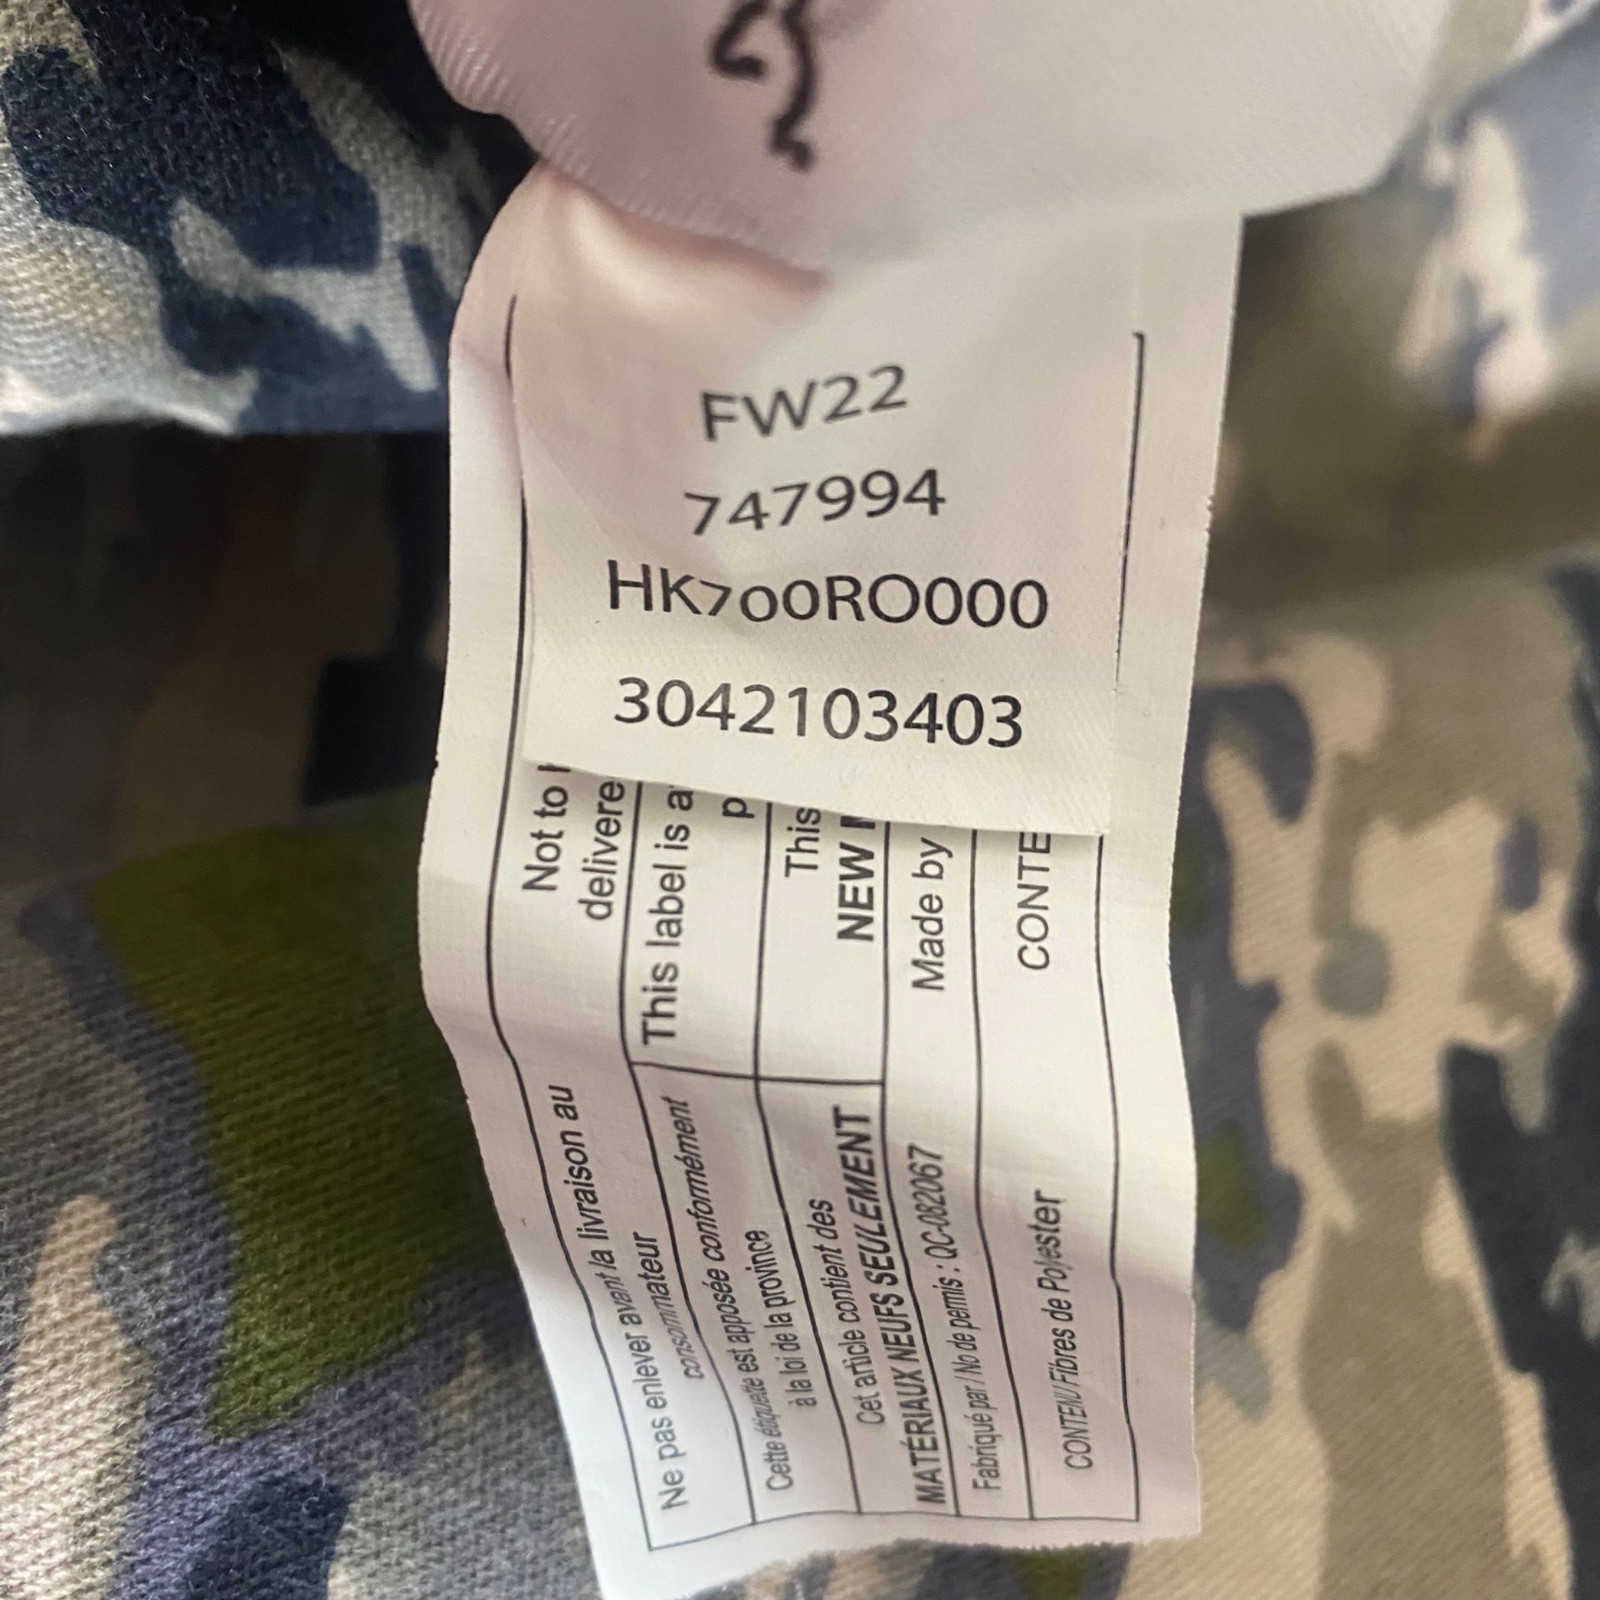 FW22
747994
HK700RO000
3042103403
Not to
delivere
This label is a
p
This
NEW
Made by
CONTE
Ne pas enlever avant la livraison au
consommateur
Cette étiquette est apposée conformément
à la loi de la province
Cet article contient des
MATÉRIAUX NEUFS SEULEMENT
Fabriqué par / No de permis : QC-082067
CONTENU Fibres de Polyester